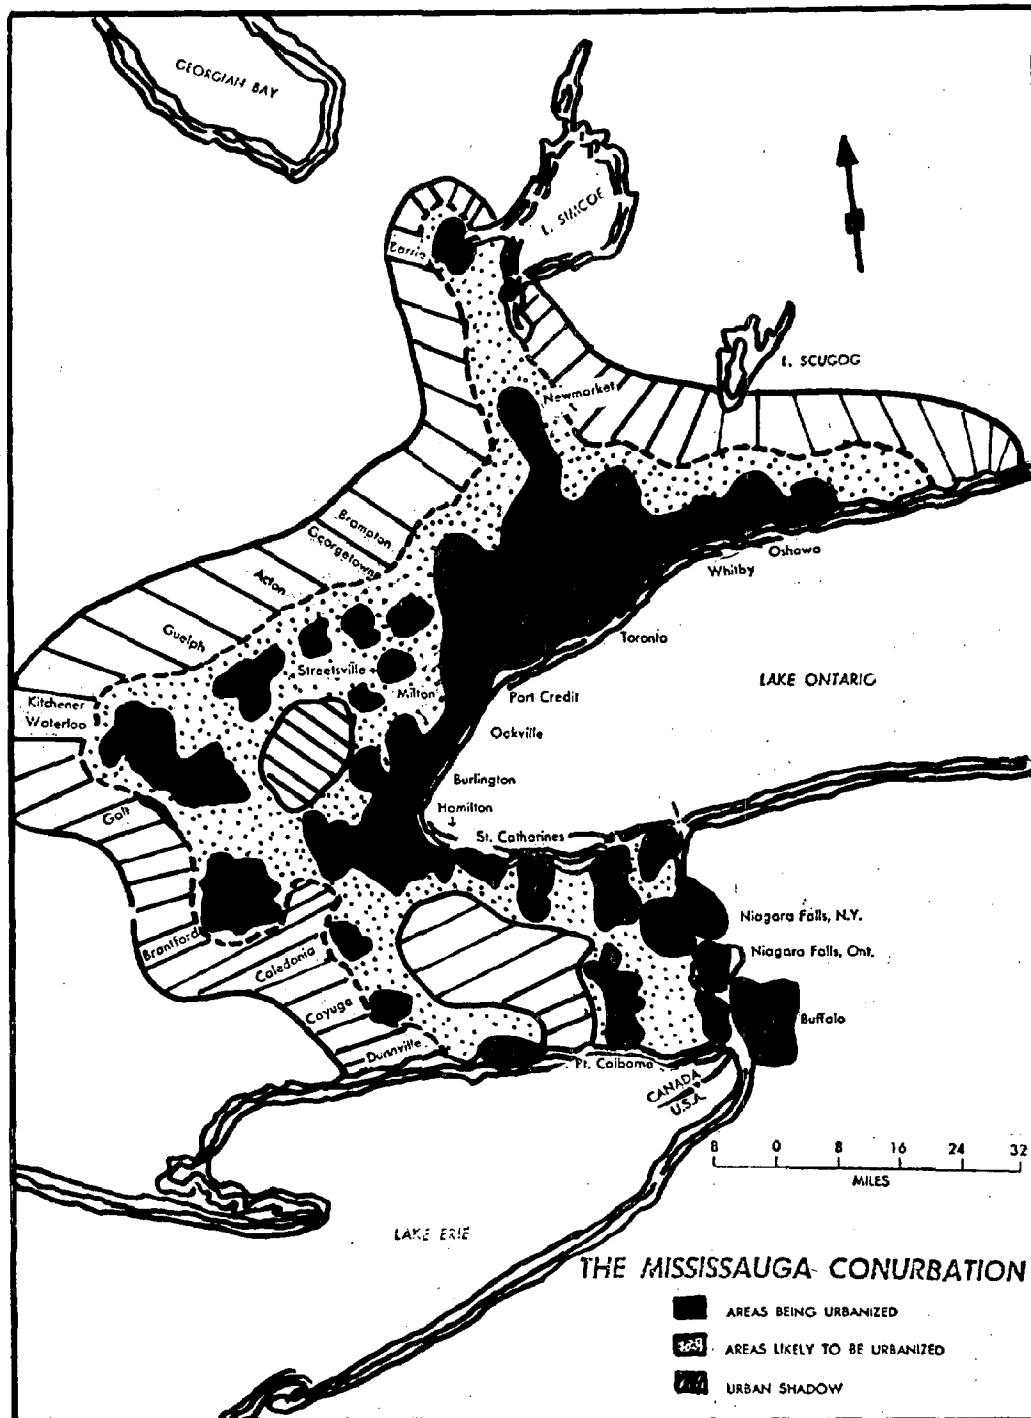 GEORGIAN BAY
L. SIMCOE
Barrie
L. SCUGOG
Newmarket
Brampton
Georgetown
Acton
Guelph
Oshawa
Whitby
Toronto
Streetsville
Milton
Port Credit
LAKE ONTARIO
Kitchener
Waterloo
Oakville
Burlington
Galt
Hamilton
St. Catharines
Niagara Falls, N.Y.
Brantford
Niagara Falls, Ont.
Caledonia
Cayuga
Buffalo
Dunnville
Pt. Colborne
CANADA
U.S.A.
8 0 8 16 24 32
MILES
LAKE ERIE
THE MISSISSAUGA CONURBATION
AREAS BEING URBANIZED
AREAS LIKELY TO BE URBANIZED
URBAN SHADOW